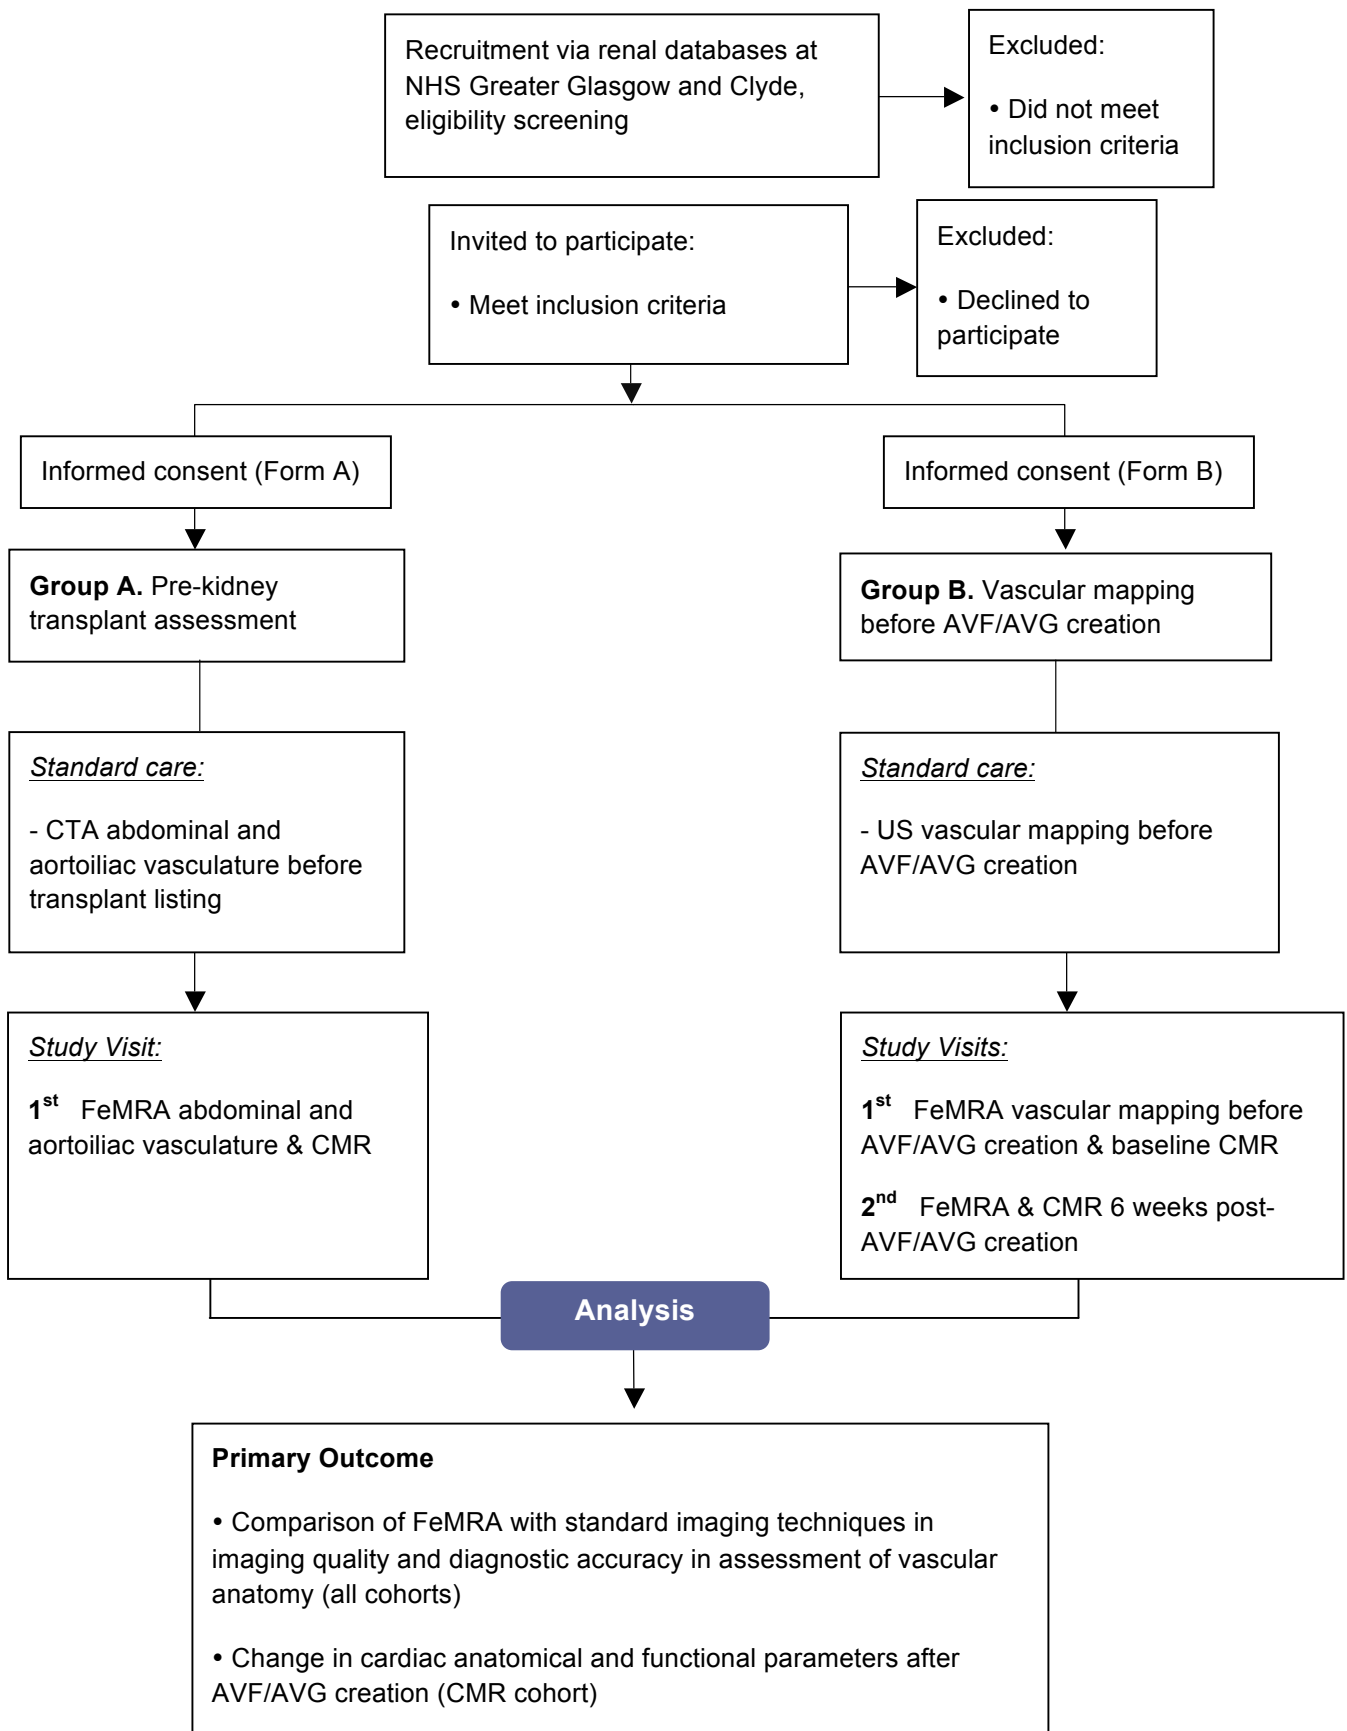 Recruitment via renal databases at
NHS Greater Glasgow and Clyde,
eligibility screening
Excluded:
• Did not meet
inclusion criteria
Invited to participate:
• Meet inclusion criteria
Excluded:
• Declined to
participate
Informed consent (Form A)
Informed consent (Form B)
Group A. Pre-kidney
transplant assessment
Group B. Vascular mapping
before AVF/AVG creation
Standard care:
- CTA abdominal and
aortoiliac vasculature before
transplant listing
Standard care:
- US vascular mapping before
AVF/AVG creation
Study Visit:
1st FeMRA abdominal and
aortoiliac vasculature & CMR
Study Visits:
1st FeMRA vascular mapping before
AVF/AVG creation & baseline CMR
2nd FeMRA & CMR 6 weeks post-
AVF/AVG creation
Analysis
Primary Outcome
• Comparison of FeMRA with standard imaging techniques in
imaging quality and diagnostic accuracy in assessment of vascular
anatomy (all cohorts)
• Change in cardiac anatomical and functional parameters after
AVF/AVG creation (CMR cohort)